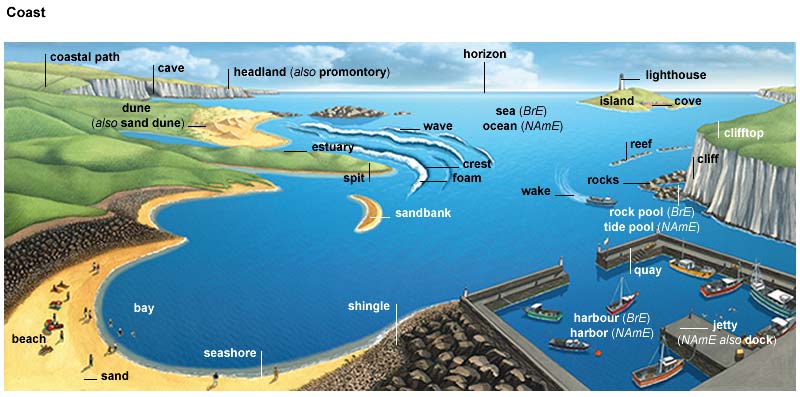 Coast
coastal path
cave
headland (also promontory)
horizon
lighthouse
dune
(also sand dune)
island
cove
sea (BrE)
ocean (NAmE)
wave
clifftop
estuary
reef
crest
cliff
spit
foam
rocks
wake
sandbank
rock pool (BrE)
tide pool (NAmE)
quay
bay
shingle
harbour (BrE)
harbor (NAmE)
jetty
(NAmE also dock)
beach
seashore
sand